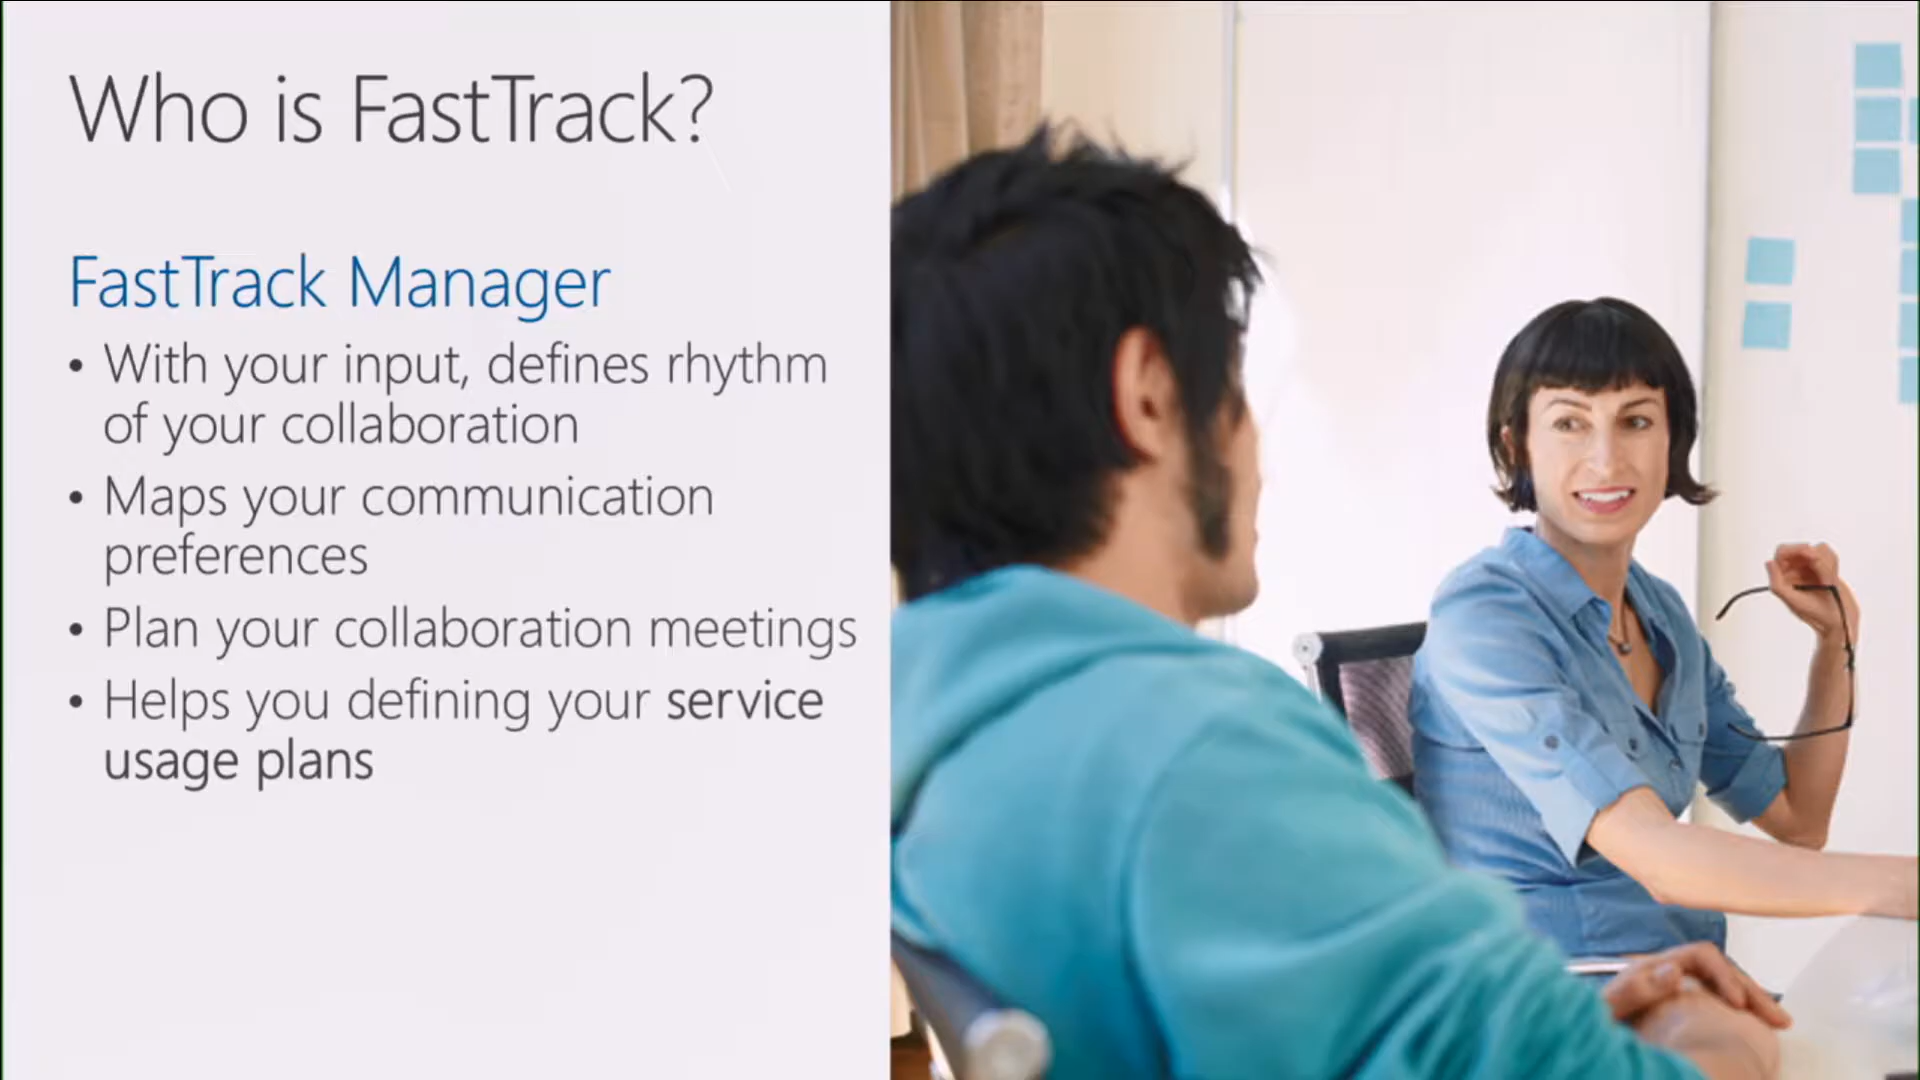 Who is FastTrack?
FastTrack Manager
• With your input, defines rhythm
of your collaboration
• Maps your communication
preferences
• Plan your collaboration meetings
• Helps you defining your service
usage plans